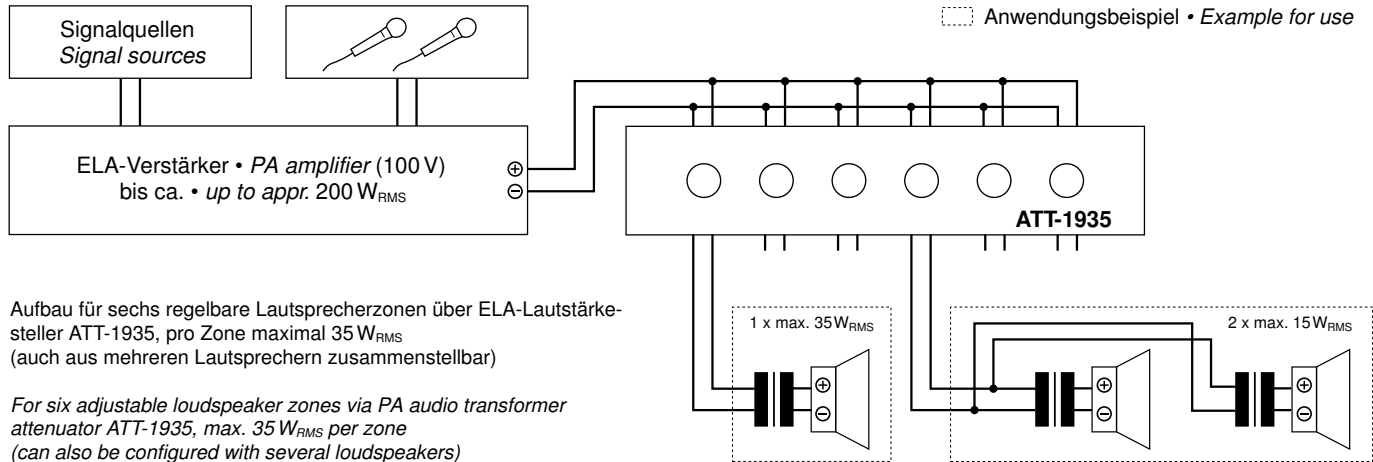 Signalquellen
Signal sources
Anwendungsbeispiel • Example for use
ELA-Verstärker • PA amplifier (100 V)
bis ca. • up to appr. 200 WRMS
⊕
⊖
ATT-1935
Aufbau für sechs regelbare Lautsprecherzonen über ELA-Lautstärke-
steller ATT-1935, pro Zone maximal 35 WRMS
(auch aus mehreren Lautsprechern zusammenstellbar)
For six adjustable loudspeaker zones via PA audio transformer
attenuator ATT-1935, max. 35 WRMS per zone
(can also be configured with several loudspeakers)
1 x max. 35 WRMS
⊕
⊖
2 x max. 15 WRMS
⊕
⊖
⊕
⊖